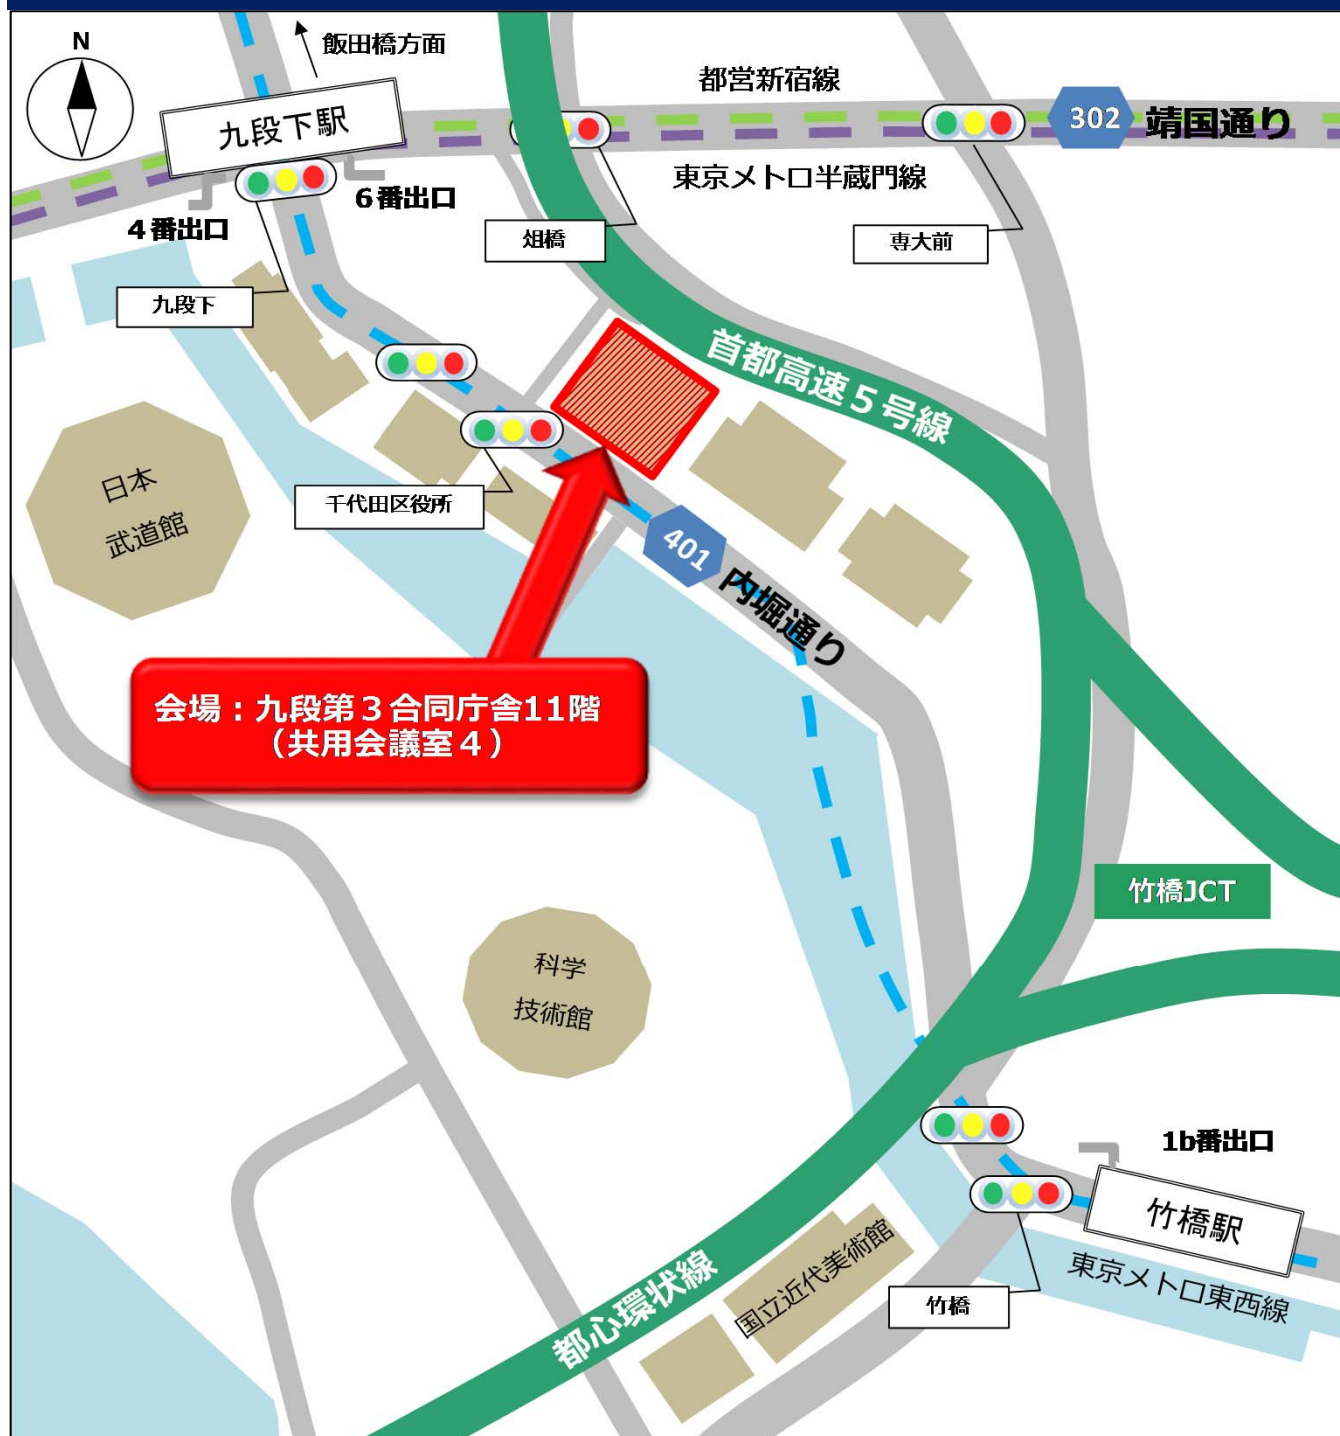 N
飯田橋方面
都営新宿線
九段下駅
302
靖国通り
東京メトロ半蔵門線
6番出口
4番出口
俎橋
専大前
九段下
首都高速5号線
日本
武道館
千代田区役所
401
内堀通り
会場：九段第３合同庁舎11階
（共用会議室４）
竹橋JCT
科学
技術館
1b番出口
竹橋駅
東京メトロ東西線
国立近代美術館
都心環状線
竹橋